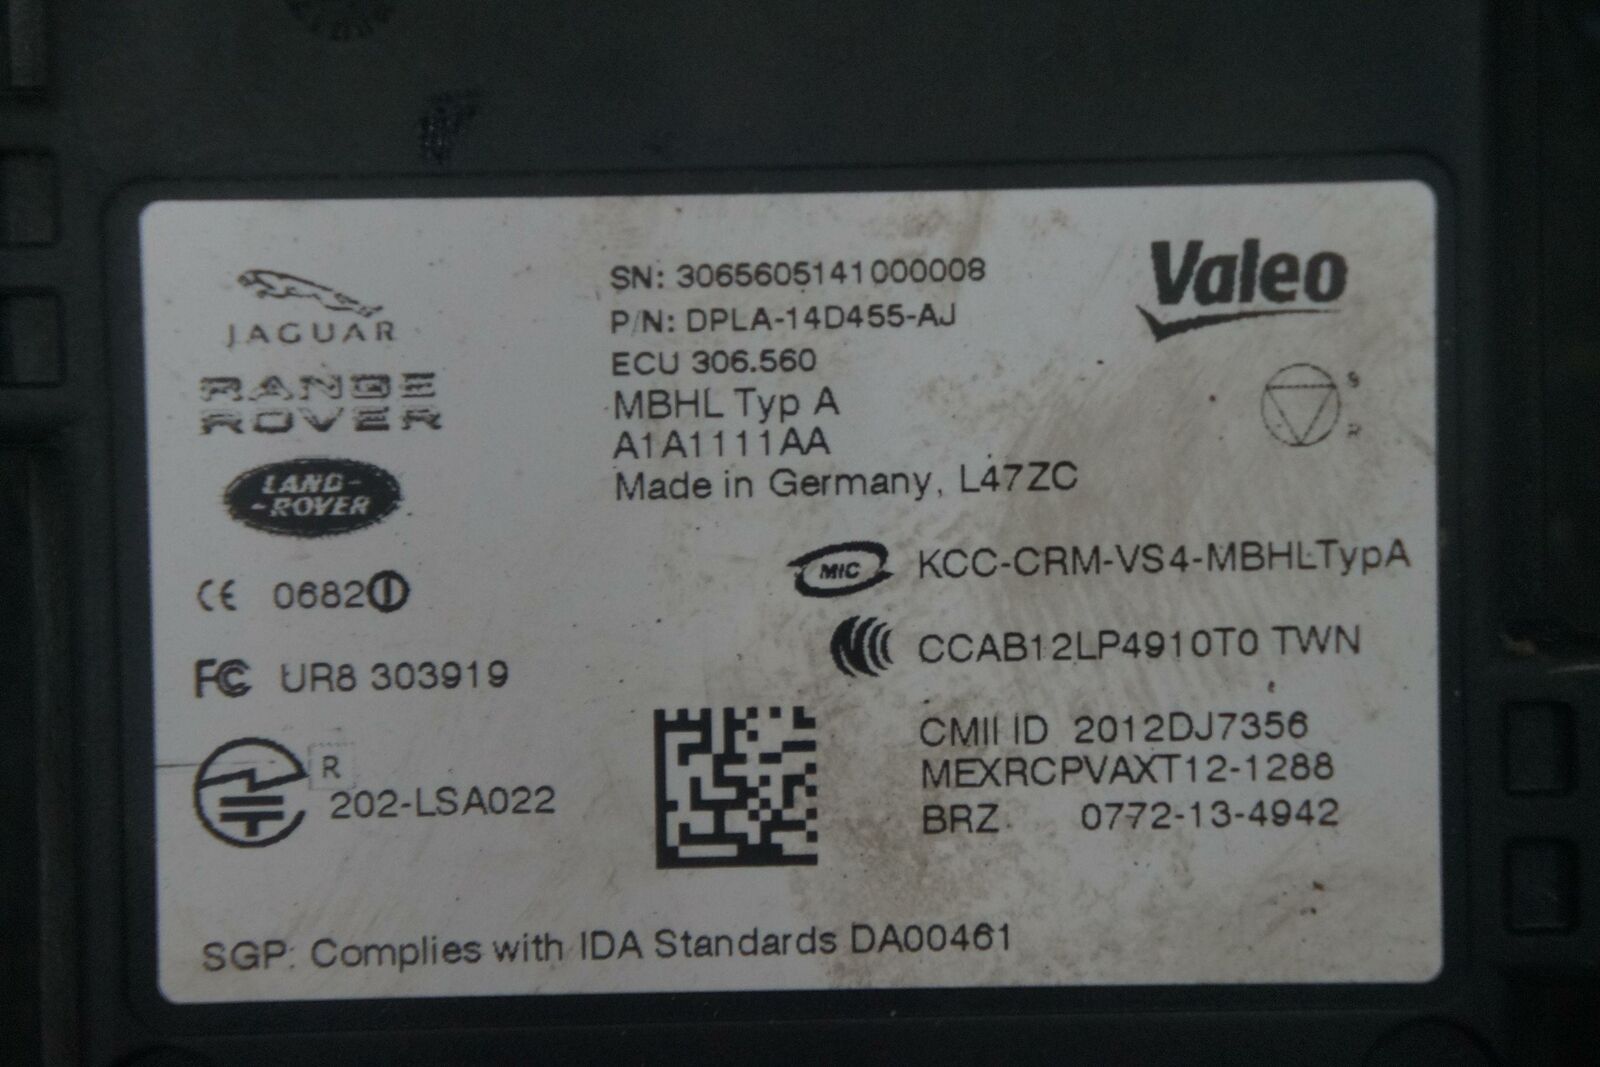 JAGUAR
RANGE
ROVER
LAND-
-ROVER
CE 0682
FC UR8 303919
R
202-LSA022
SN: 3065605141000008
P/N: DPLA-14D455-AJ
ECU 306.560
MBHL Typ A
A1A1111AA
Made in Germany, L47ZC
Valeo
S
R
MIC KCC-CRM-VS4-MBHLTypA
CCAB12LP4910T0 TWN
CMII ID 2012DJ7356
MEXRCPVAXT12-1288
BRZ 0772-13-4942
SGP: Complies with IDA Standards DA00461